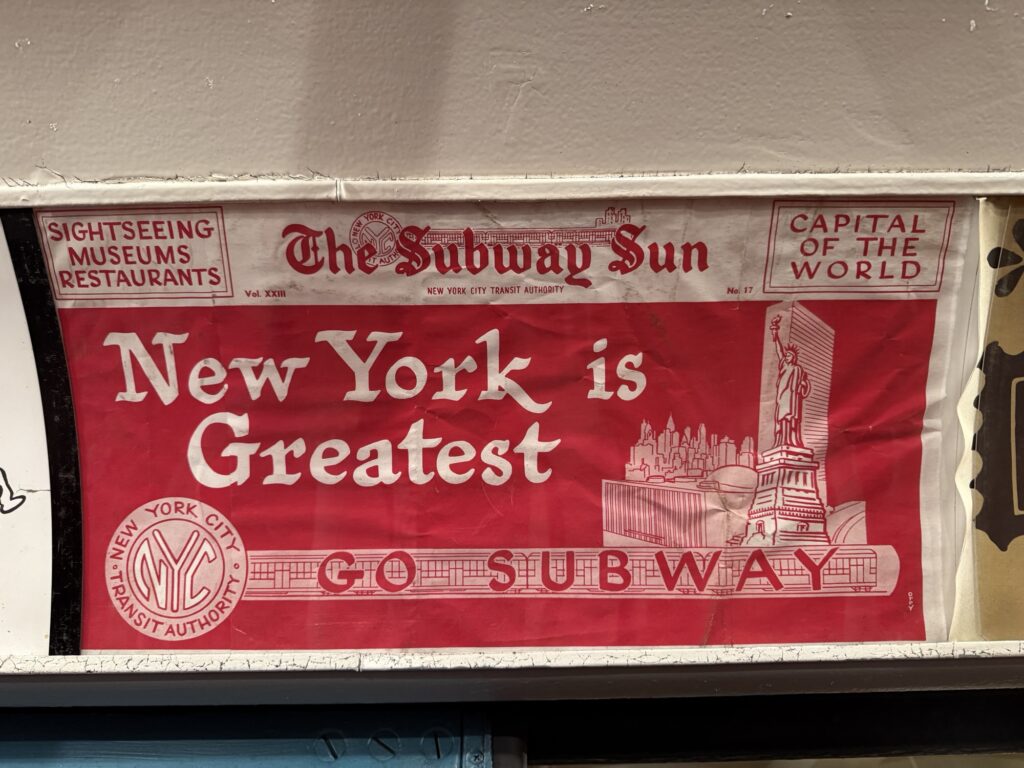 SIGHTSEEING
MUSEUMS
RESTAURANTS
The Subway Sun
Vol. XXIII
NEW YORK CITY TRANSIT AUTHORITY
No. 17
CAPITAL
OF THE
WORLD
New York is
Greatest
NEW YORK CITY
NYC
TRANSIT AUTHORITY
GO SUBWAY